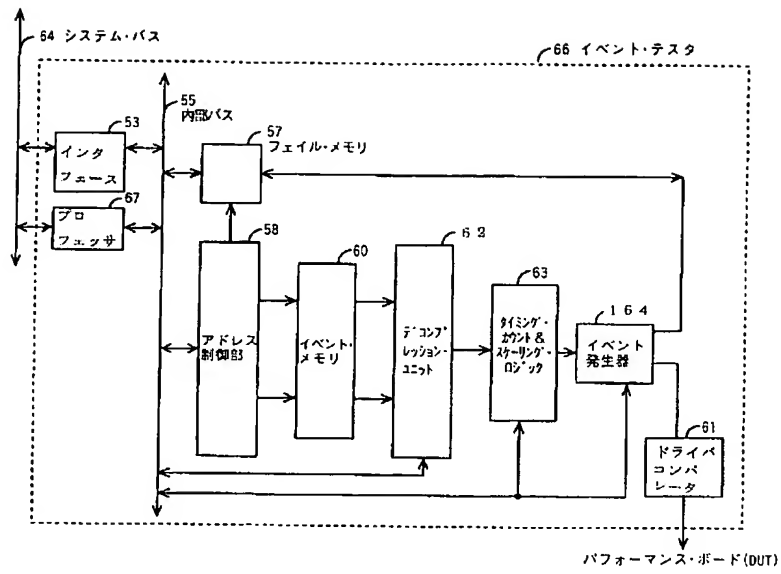 64 システム・バス
66 イベント・テスタ
55
内部バス
53
インタ
フェース
57
フェイル・メモリ
67
プロ
フェッサ
58
アドレス
制御部
60
イベント・
メモリ
62
デコンプ
レッション・
ユニット
63
タイミング・
カウント&
スケーリング・
ロジック
164
イベント
発生器
61
ドライバ
コンパ
レータ
パフォーマンス・ボード(DUT)